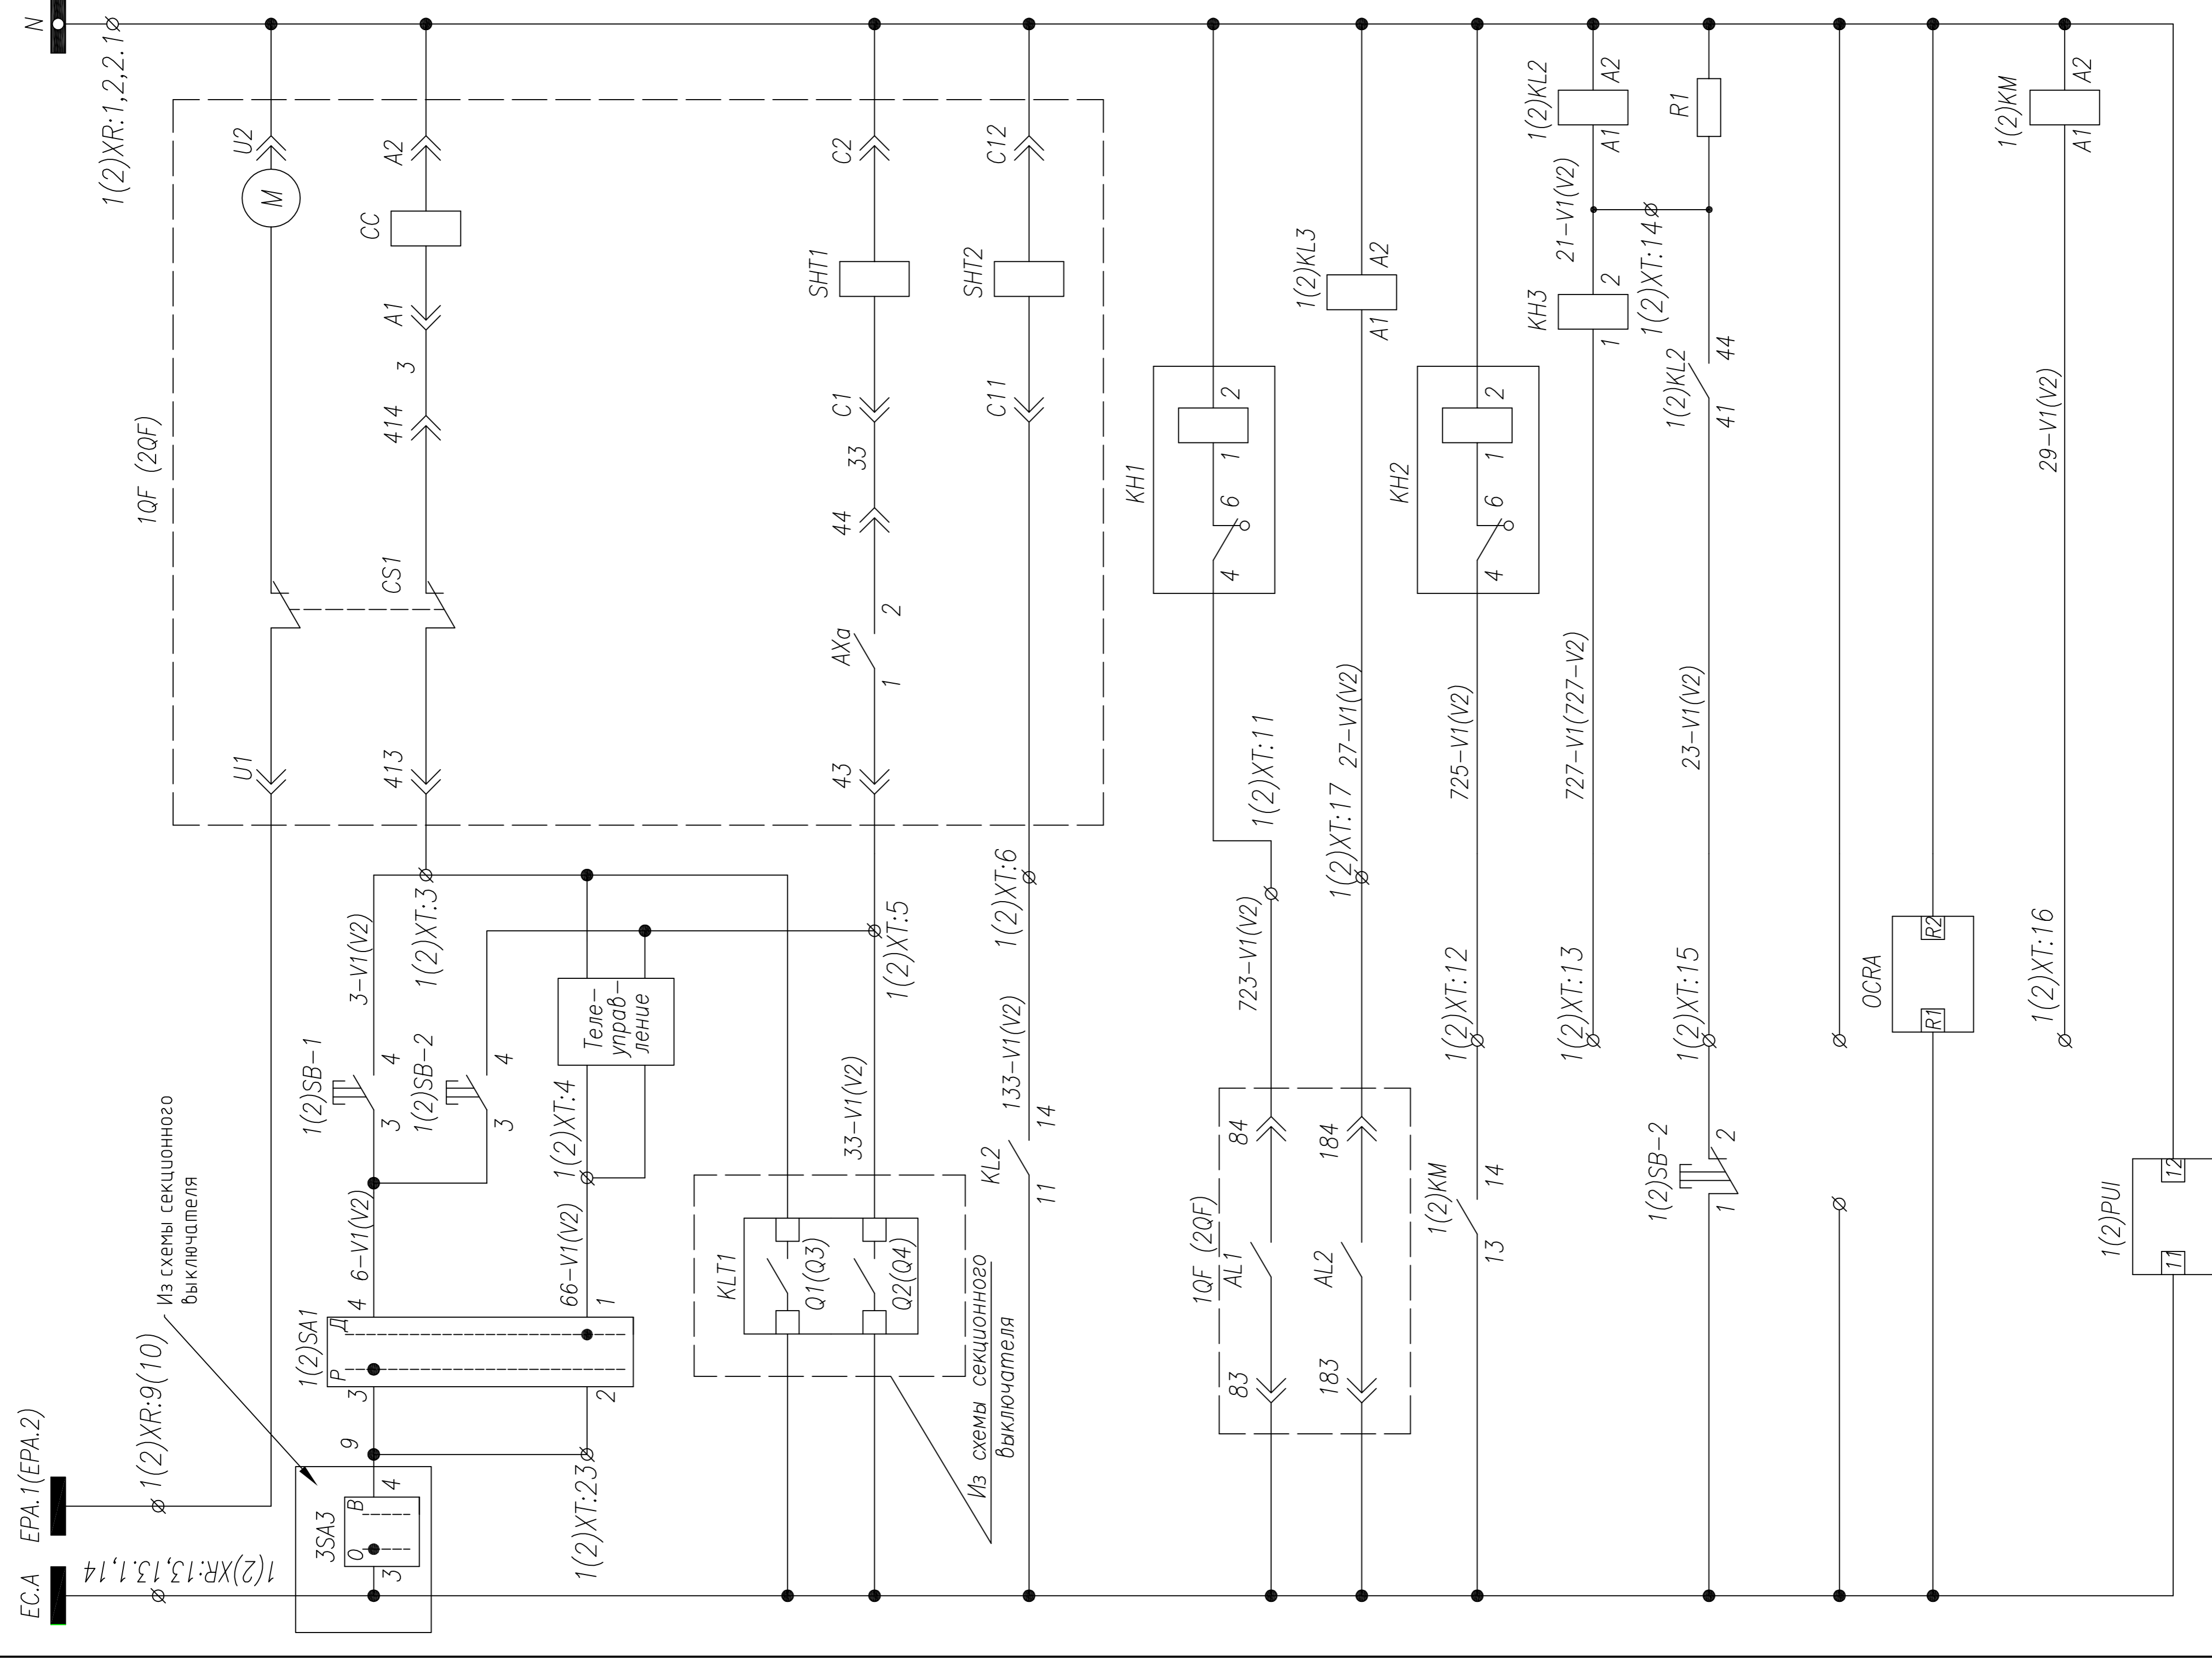 N
1(2)XR:1,2,2.1
EPA.1(EPA.2)
1(2)XR:9(10)
EC.A
1(2)XR:13,13.1,14
Из схемы секционного
выключателя
3SA3
О
В
3
4
9
1(2)XT:23
1(2)SA1
Р
Д
3
4
2
1
6-V1(V2)
66-V1(V2)
1(2)SB-1
3
4
1(2)SB-2
3
4
3-V1(V2)
1(2)XT:3
1(2)XT:4
Теле-
управ-
ление
1QF (2QF)
U1
U2
M
413
CS1
414
3
A1
CC
A2
KLT1
Q1(Q3)
Q2(Q4)
Из схемы секционного
выключателя
33-V1(V2)
1(2)XT:5
43
1
AXa
2
44
33
C1
SHT1
C2
KL2
11
14
133-V1(V2)
1(2)XT:6
C11
SHT2
C12
1QF (2QF)
83
AL1
84
723-V1(V2)
1(2)XT:11
KH1
4
6
1
2
183
AL2
184
1(2)XT:17
27-V1(V2)
1(2)KL3
A1
A2
1(2)KM
13
14
1(2)XT:12
725-V1(V2)
KH2
4
6
1
2
1(2)XT:13
727-V1(727-V2)
KH3
1
2
21-V1(V2)
1(2)KL2
A1
A2
1(2)XT:14
1(2)SB-2
1
2
1(2)XT:15
23-V1(V2)
1(2)KL2
41
44
R1
OCRA
R1
R2
1(2)XT:16
29-V1(V2)
1(2)KM
A1
A2
1(2)PUI
11
12